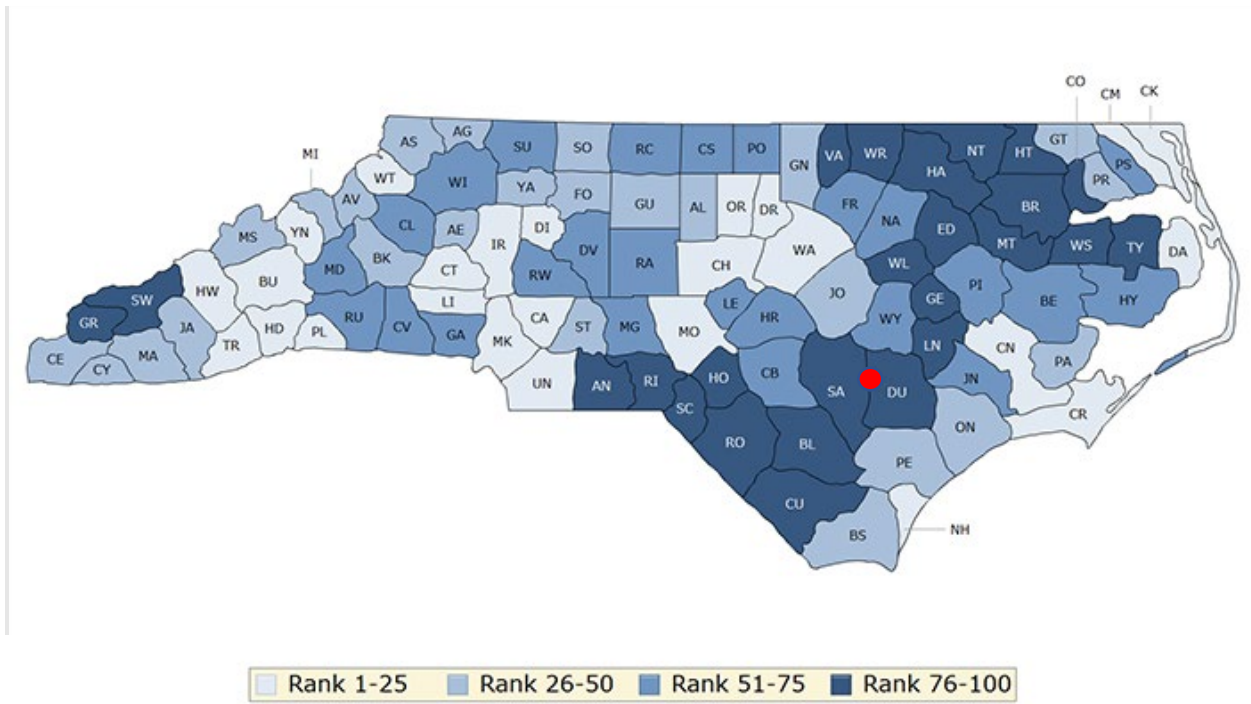 CO
CM
CK
AS
AG
SU
SO
RC
CS
PO
GN
VA
WR
HA
NT
HT
GT
PS
PR
MI
WT
WI
YA
FO
GU
AL
OR
DR
FR
NA
ED
BR
AV
YN
MS
CL
AE
IR
DI
DV
RA
CH
WA
WL
MT
WS
TY
DA
BK
MD
CT
RW
BU
HW
SW
GR
JA
LI
CA
ST
MG
MO
LE
HR
JO
WY
GE
PI
BE
HY
RU
CV
GA
MK
PL
HD
TR
MA
CY
CE
UN
AN
RI
HO
CB
SA
DU
LN
JN
CN
PA
CR
SC
RO
BL
PE
ON
CU
BS
NH
Rank 1-25 Rank 26-50 Rank 51-75 Rank 76-100